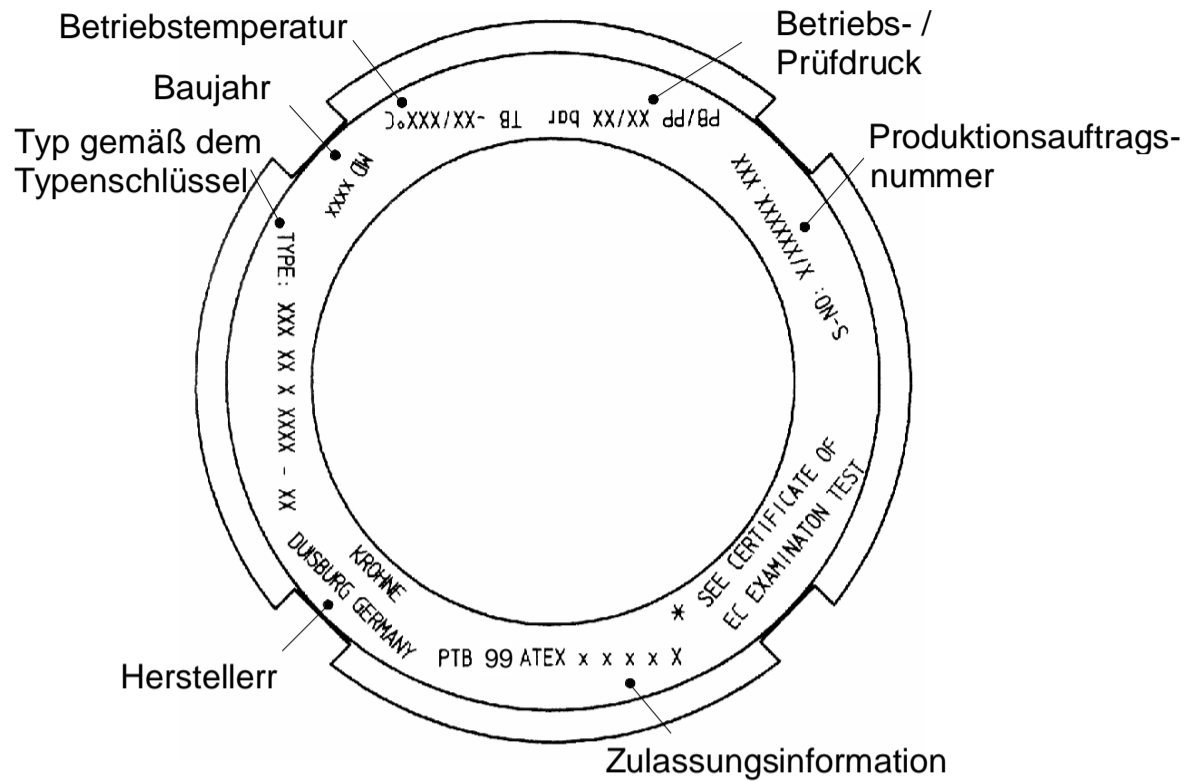 Betriebstemperatur
Betriebs- /
Prüfdruck
Baujahr
Typ gemäß dem
Typenschlüssel
Produktionsauftrags-
nummer
PB/PP XX/XX bar TB -XX/XXX°C
MD XXXX
XXX.XXXXXX/X
S-NO:
TYPE: XXX XX X XXXX - XX
KROHNE
DUISBURG GERMANY
* SEE CERTIFICATE OF
EC EXAMINATON TEST
PTB 99 ATEX x x x x X
Herstellerr
Zulassungsinformation